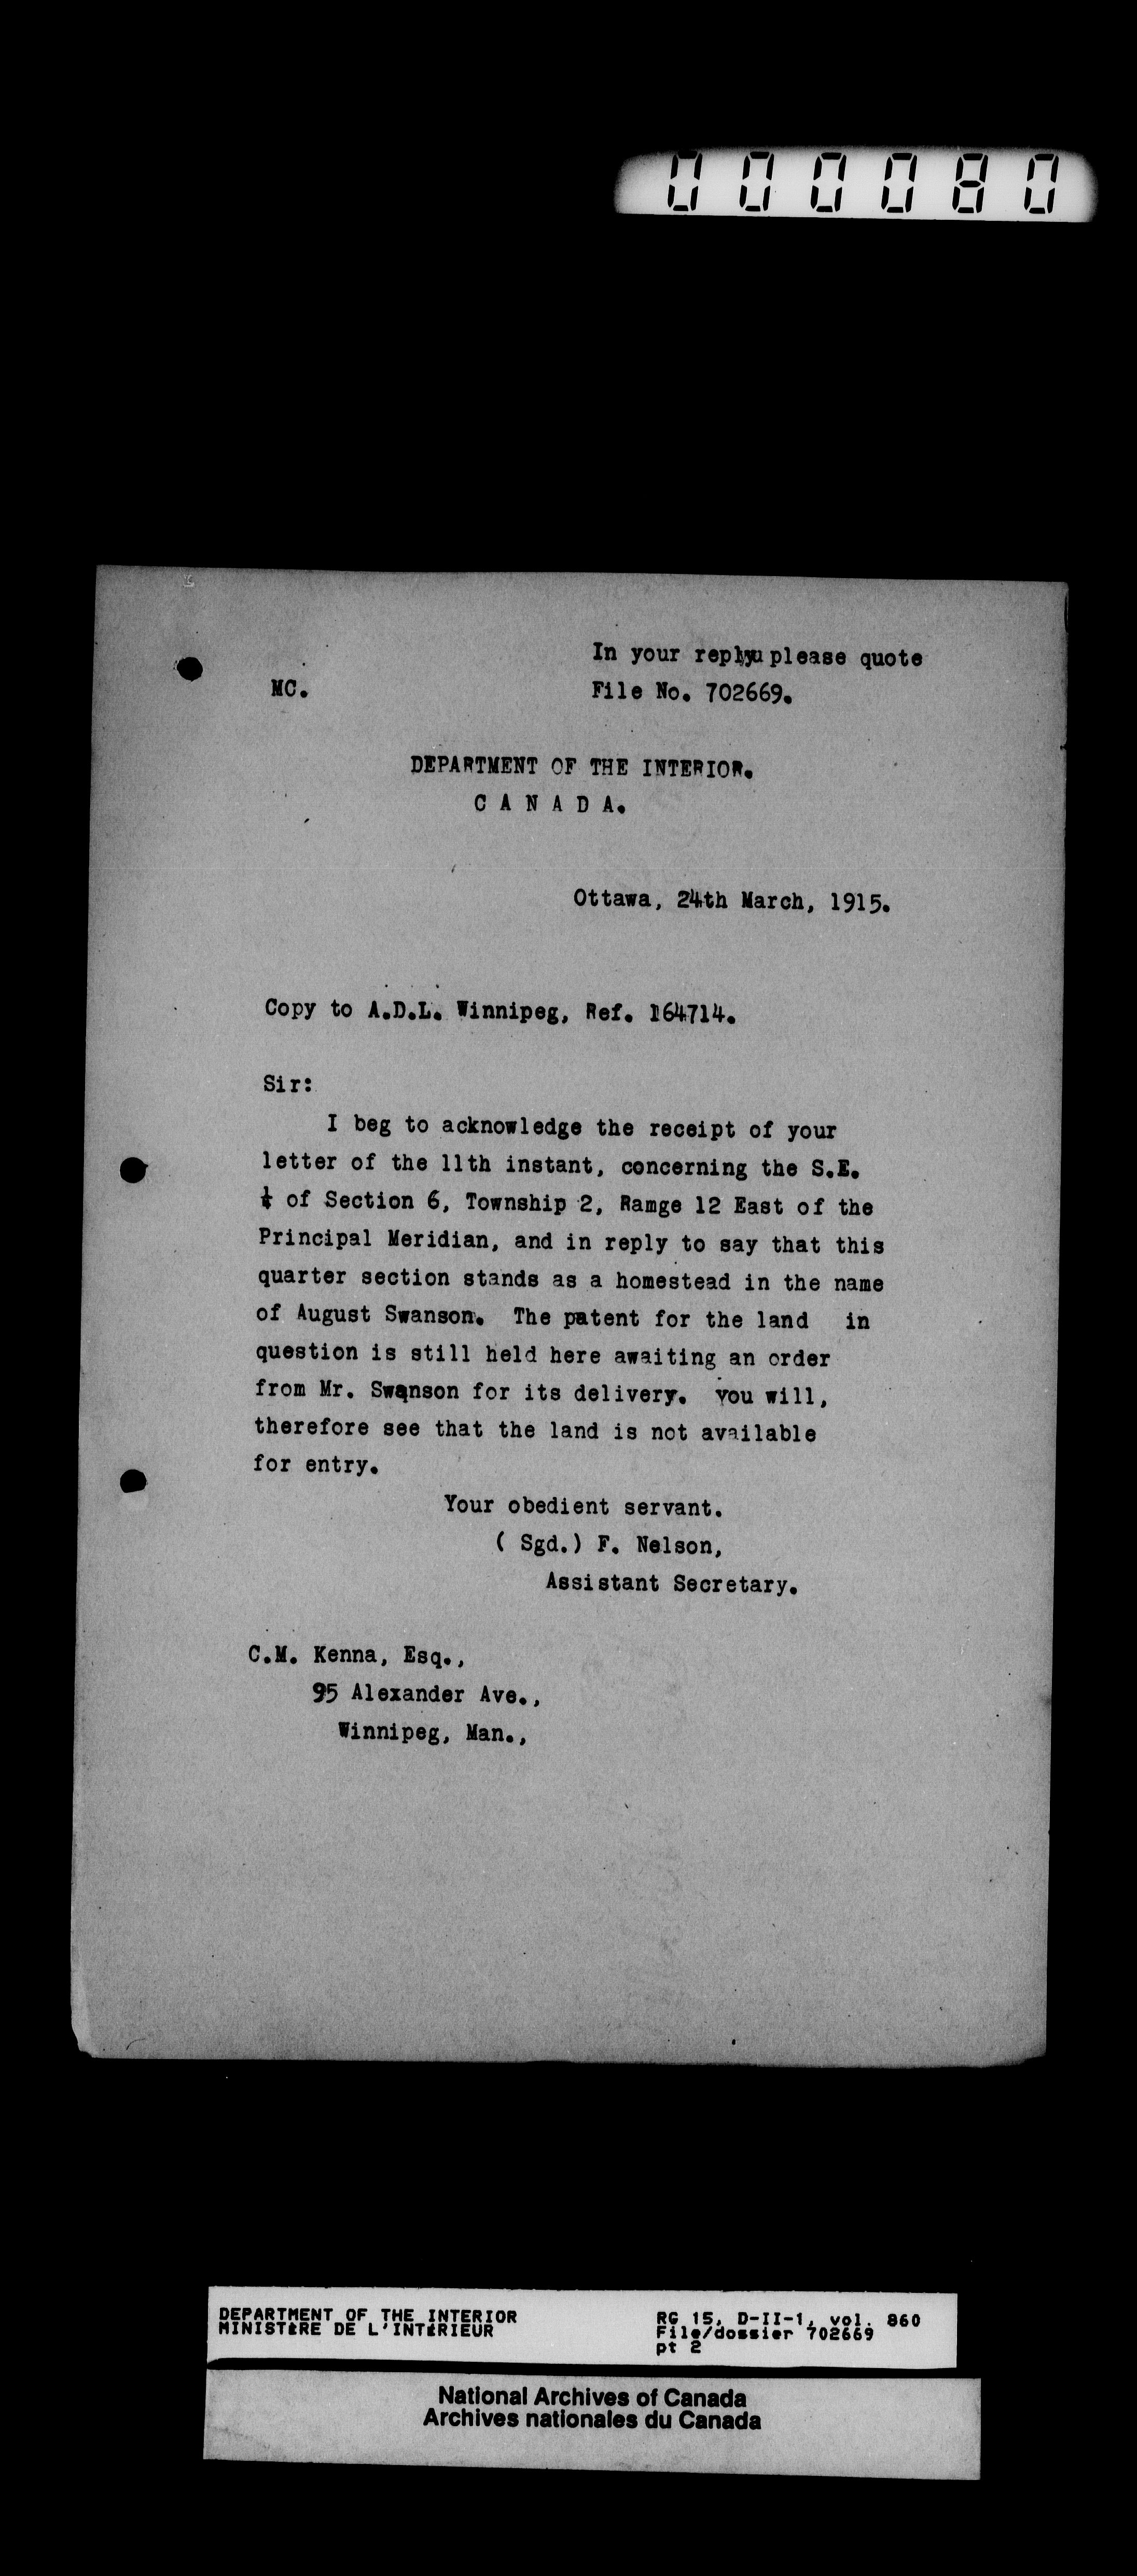 000080
In your reply please quote
MC.
File No. 702669.
DEPARTMENT OF THE INTERIOR.
C A N A D A.
Ottawa, 24th March, 1915.
Copy to A.D.L. Winnipeg, Ref. 164714.
Sir:
I beg to acknowledge the receipt of your
letter of the 11th instant, concerning the S.E.
¼ of Section 6, Township 2, Ramge 12 East of the
Principal Meridian, and in reply to say that this
quarter section stands as a homestead in the name
of August Swanson. The patent for the land in
question is still held here awaiting an order
from Mr. Swanson for its delivery. you will,
therefore see that the land is not available
for entry.
Your obedient servant.
( Sgd.) F. Nelson,
Assistant Secretary.
C.M. Kenna, Esq.,
95 Alexander Ave.,
Winnipeg, Man.,
DEPARTMENT OF THE INTERIOR
MINISTÈRE DE L'INTÉRIEUR
RG 15, D-II-1, vol. 860
File/dossier 702669
pt 2
National Archives of Canada
Archives nationales du Canada